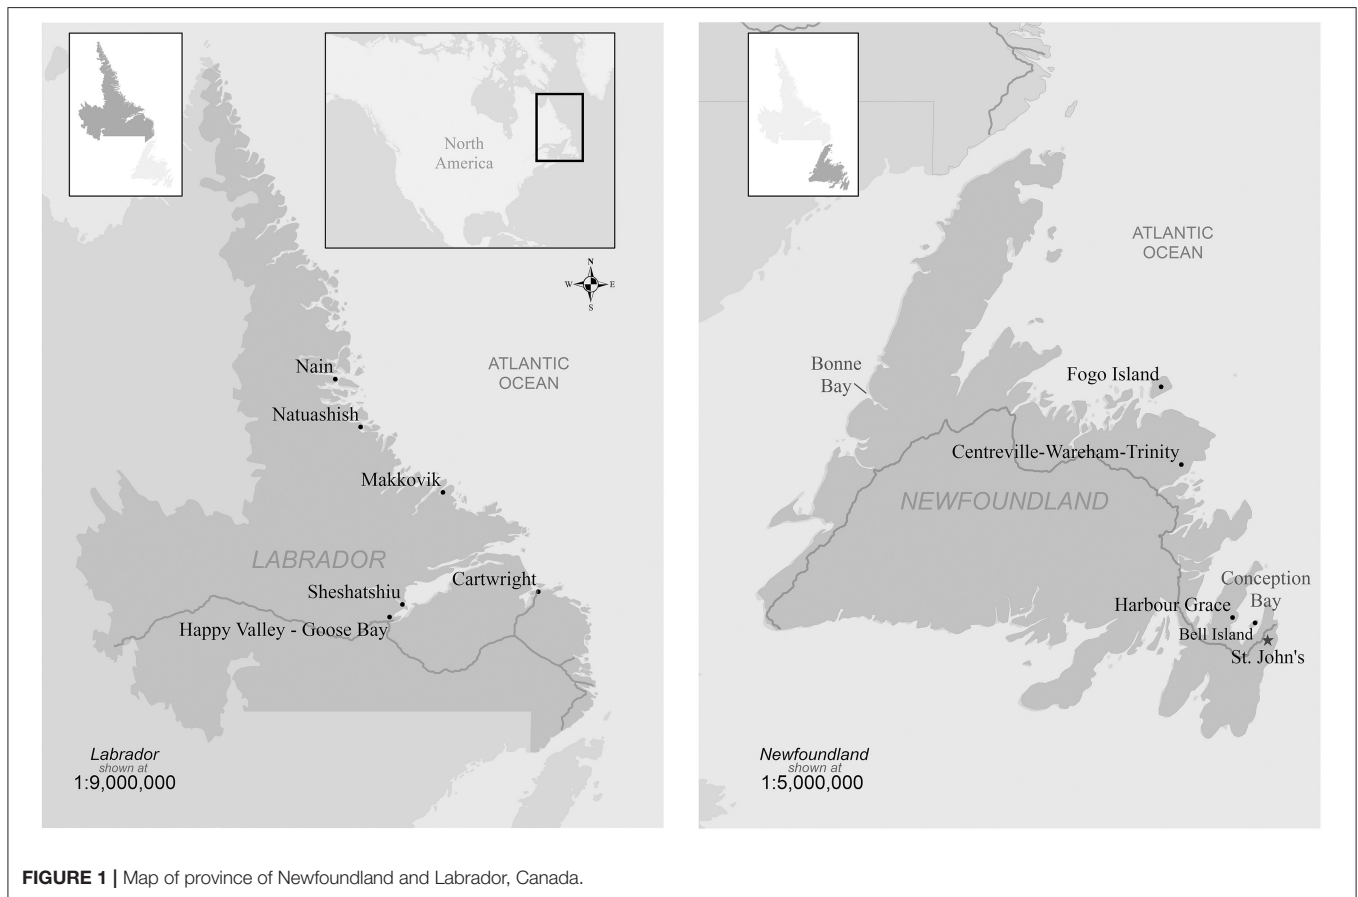 North
America
N
W E
S
ATLANTIC
OCEAN
Nain
Natuashish
Makkovik
LABRADOR
Cartwright
Sheshatshiu
Happy Valley - Goose Bay
Labrador
shown at
1:9,000,000
ATLANTIC
OCEAN
Bonne
Bay
Fogo Island
Centreville-Wareham-Trinity
NEWFOUNDLAND
Conception
Bay
Harbour Grace
Bell Island
St. John's
Newfoundland
shown at
1:5,000,000
FIGURE 1 | Map of province of Newfoundland and Labrador, Canada.